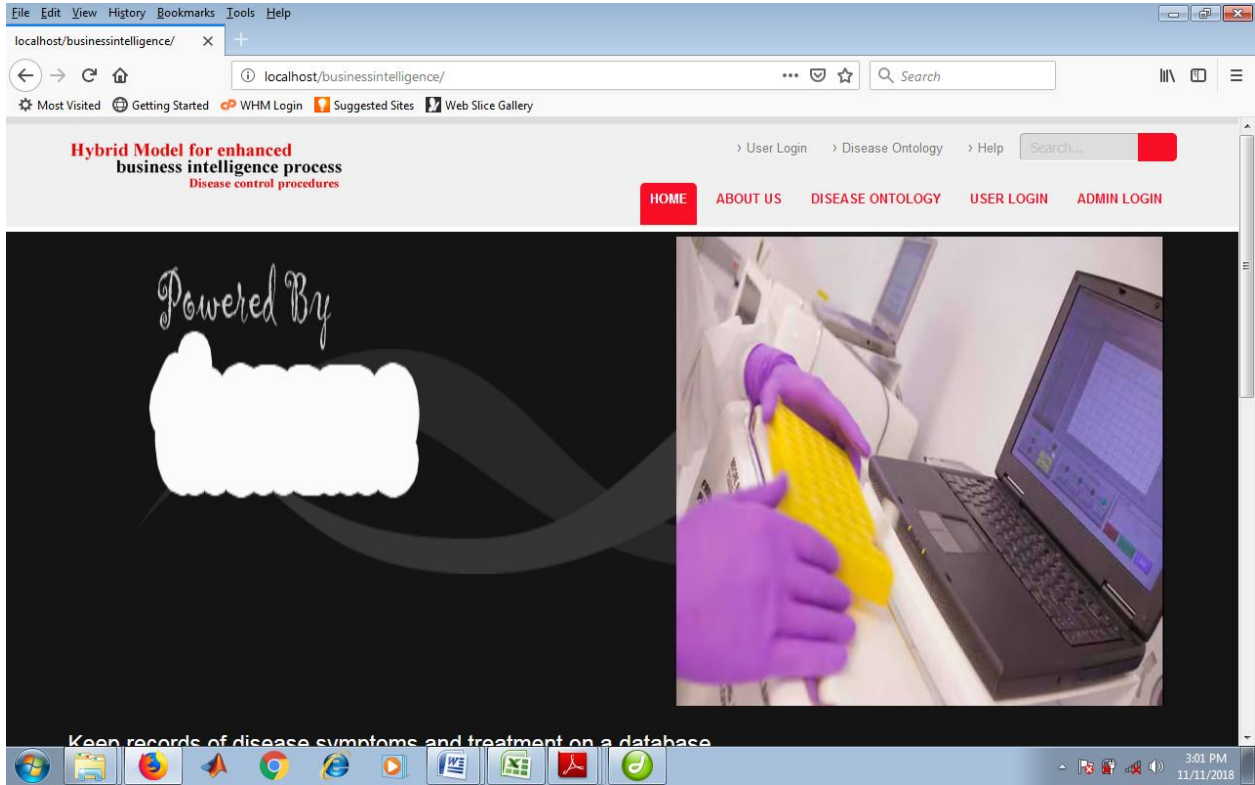 File Edit View History Bookmarks Tools Help
localhost/businessintelligence/
localhost/businessintelligence/ Search
Most Visited Getting Started cP WHM Login Suggested Sites Web Slice Gallery
Hybrid Model for enhanced
business intelligence process
Disease control procedures
› User Login › Disease Ontology › Help Search...
HOME ABOUT US DISEASE ONTOLOGY USER LOGIN ADMIN LOGIN
Powered By
Keep records of disease symptoms and treatment on a database
3:01 PM
11/11/2018